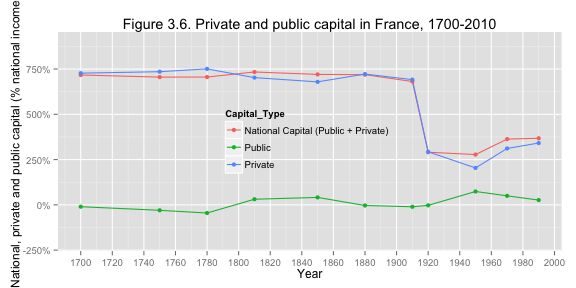 Figure 3.6. Private and public capital in France, 1700-2010
National, private and public capital (% national income
750%
500%
250%
0%
-250%
Capital_Type
National Capital (Public + Private)
Public
Private
1700 1720 1740 1760 1780 1800 1820 1840 1860 1880 1900 1920 1940 1960 1980 2000
Year